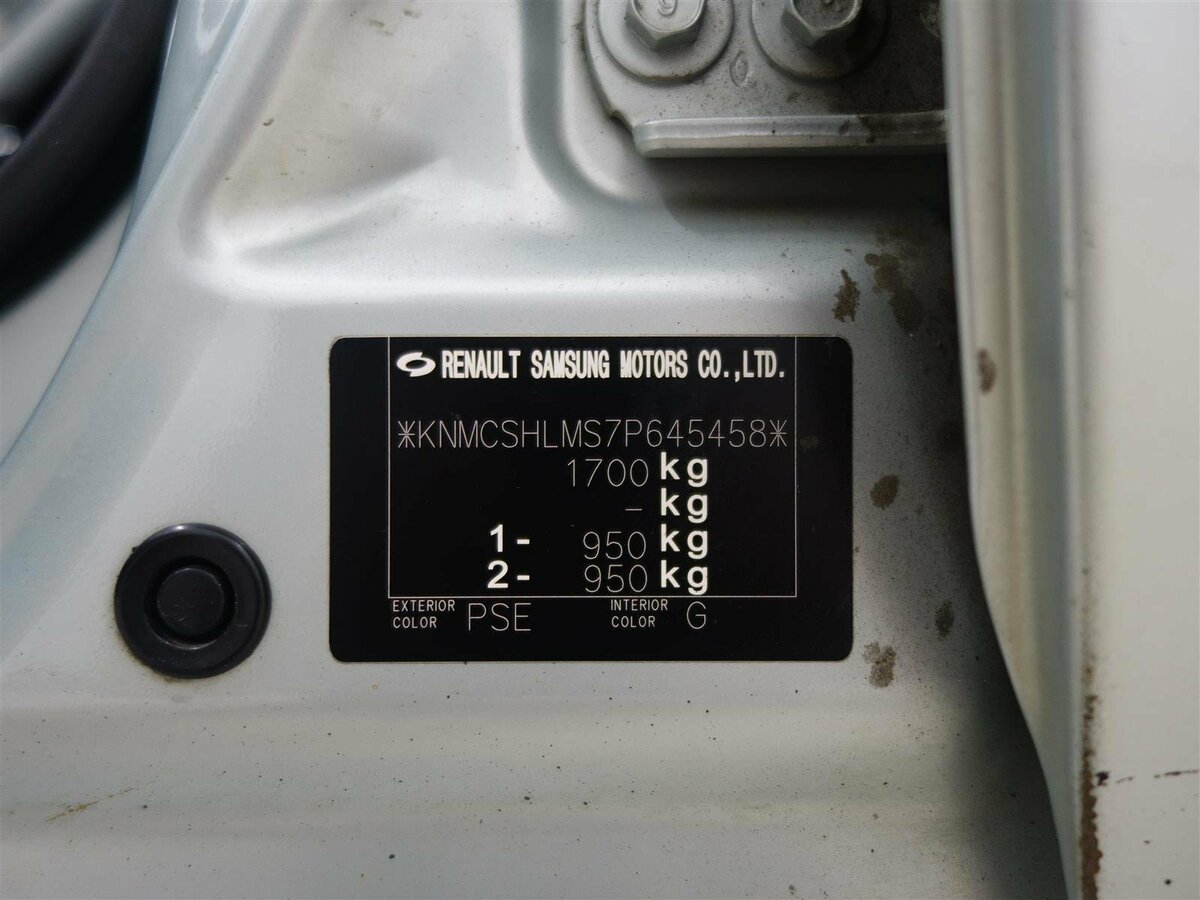 RENAULT SAMSUNG MOTORS CO.,LTD.
*KNMCSHLMS7P645458*
1700 kg
- kg
1- 950 kg
2- 950 kg
EXTERIOR COLOR PSE INTERIOR COLOR G